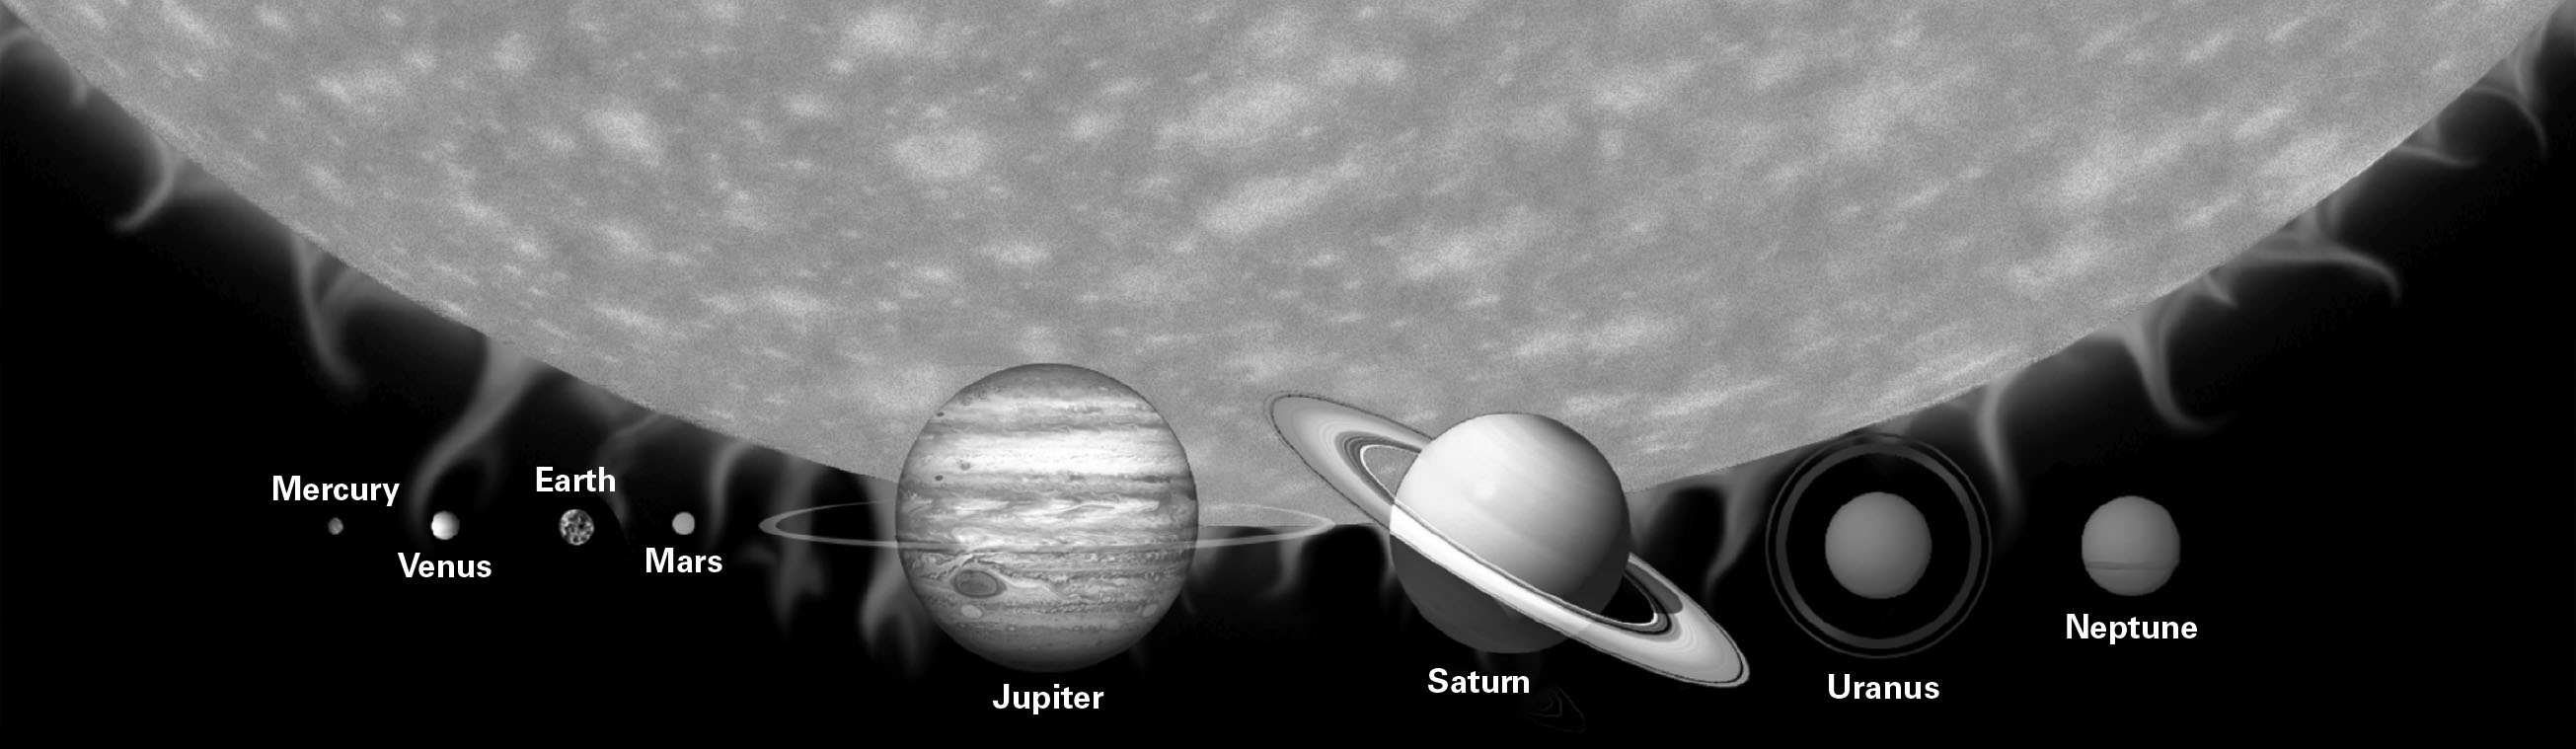 Mercury
Venus
Earth
Mars
Jupiter
Saturn
Uranus
Neptune